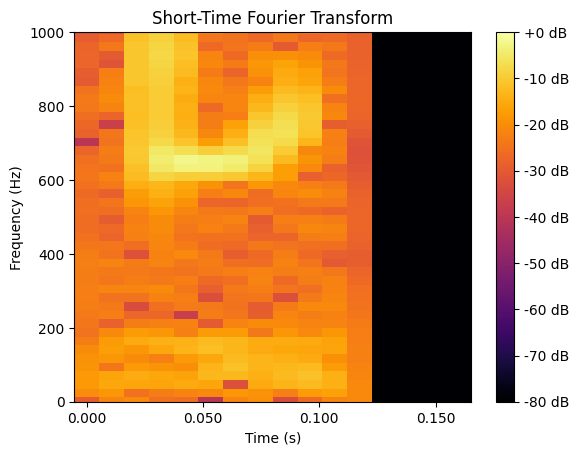 Short-Time Fourier Transform
1000
800
600
400
200
0
Frequency (Hz)
0.000
0.050
0.100
0.150
Time (s)
+0 dB
-10 dB
-20 dB
-30 dB
-40 dB
-50 dB
-60 dB
-70 dB
-80 dB